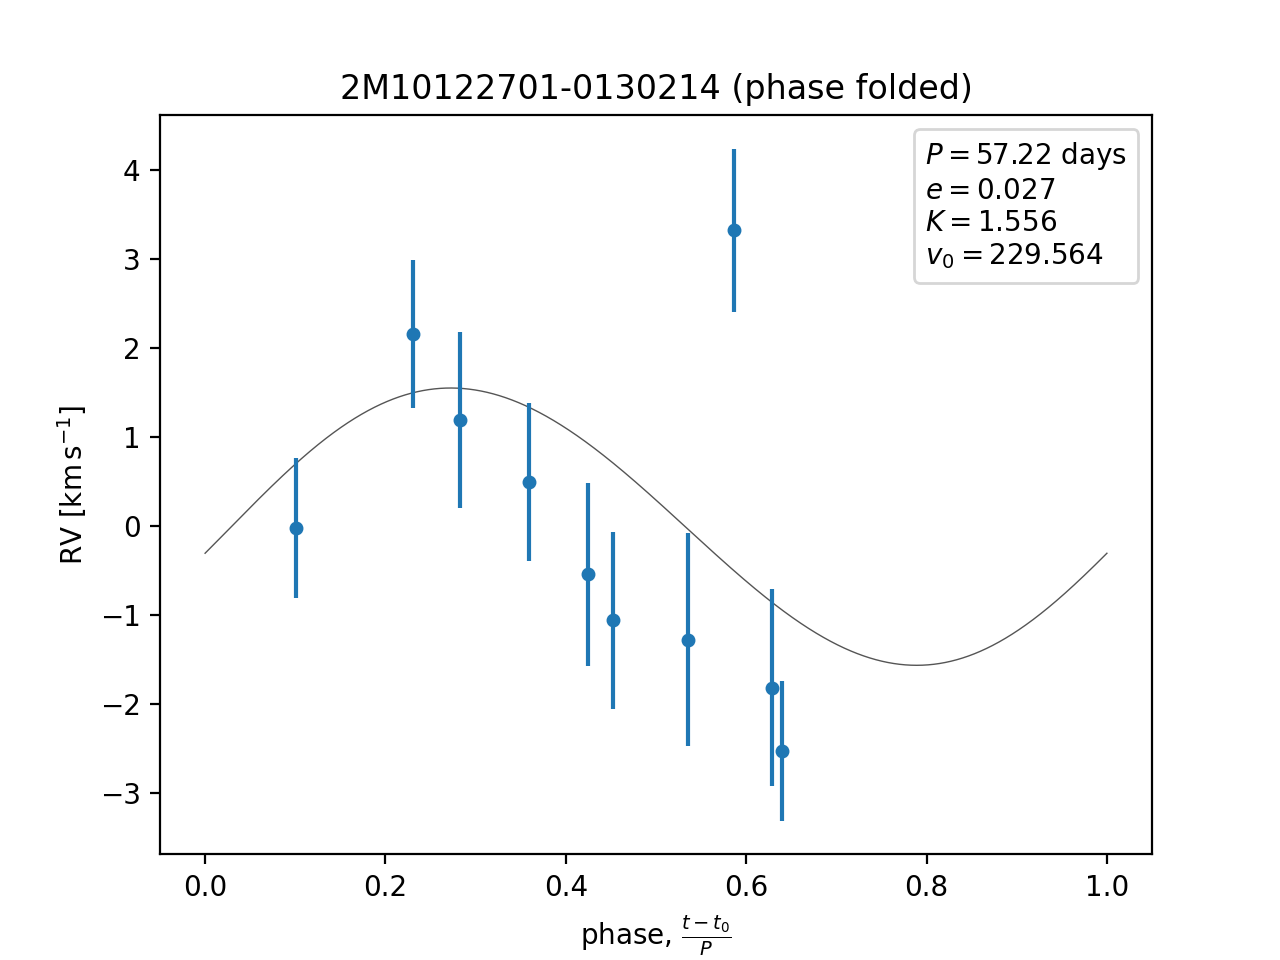 2M10122701-0130214 (phase folded)
P = 57.22 days
e = 0.027
K = 1.556
v₀ = 229.564
4
3
2
1
0
−1
−2
−3
RV [km s⁻¹]
0.0 0.2 0.4 0.6 0.8 1.0
phase, (t − t₀)/P